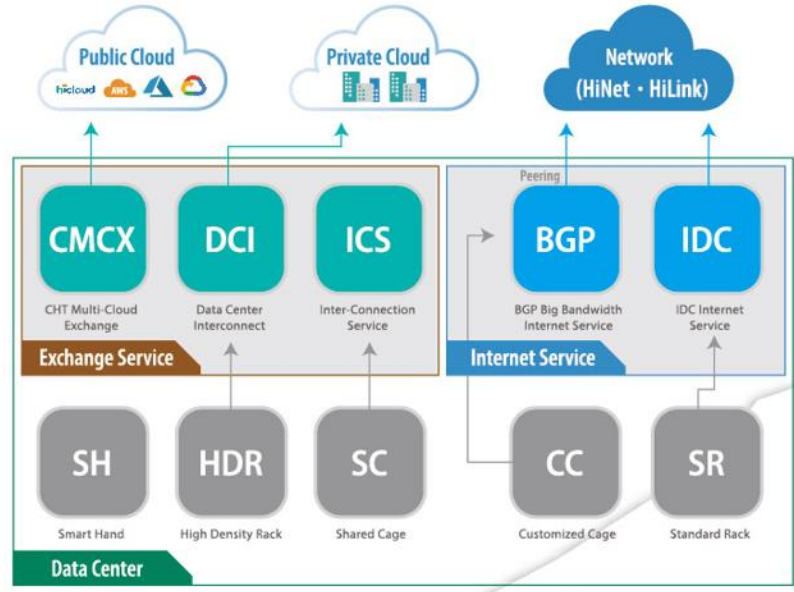 Public Cloud
hicloud AWS
Private Cloud
Network
(HiNet・HiLink)
Peering
CMCX
DCI
ICS
BGP
IDC
CHT Multi-Cloud
Exchange
Data Center
Interconnect
Inter-Connection
Service
BGP Big Bandwidth
Internet Service
IDC Internet
Service
Exchange Service
Internet Service
SH
HDR
SC
CC
SR
Smart Hand
High Density Rack
Shared Cage
Customized Cage
Standard Rack
Data Center